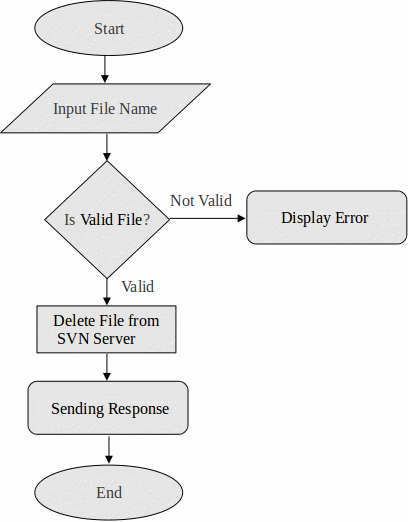 Start
Input File Name
Is Valid File?
Not Valid
Display Error
Valid
Delete File from
SVN Server
Sending Response
End